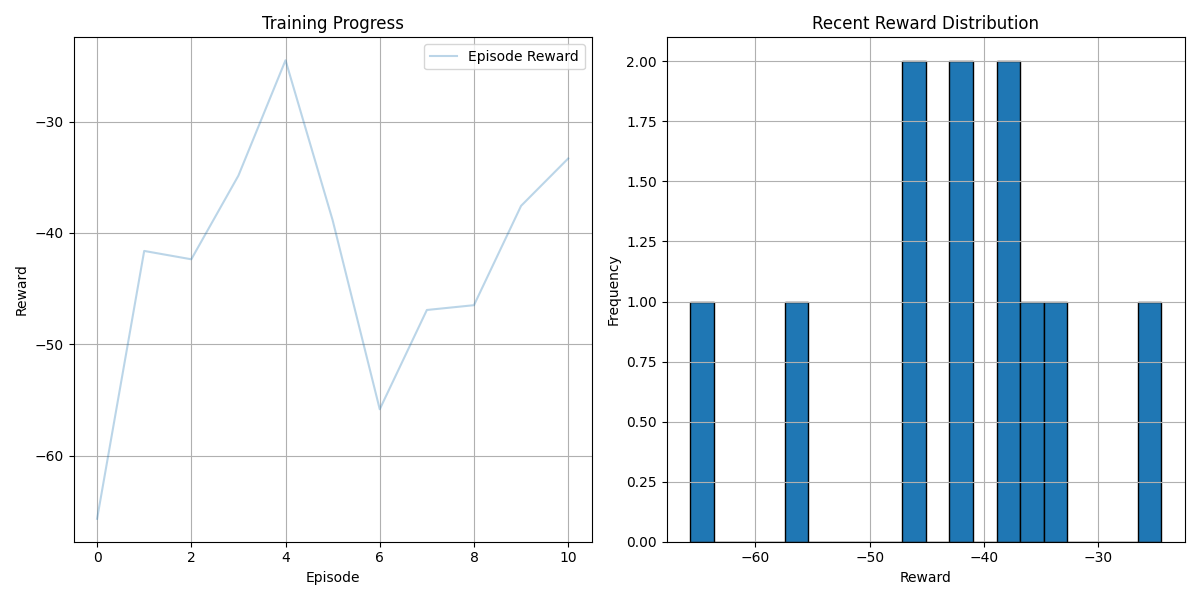 Training Progress
Episode Reward
−30
−40
−50
−60
Reward
0 2 4 6 8 10
Episode
Recent Reward Distribution
2.00
1.75
1.50
1.25
1.00
0.75
0.50
0.25
0.00
Frequency
−60 −50 −40 −30
Reward